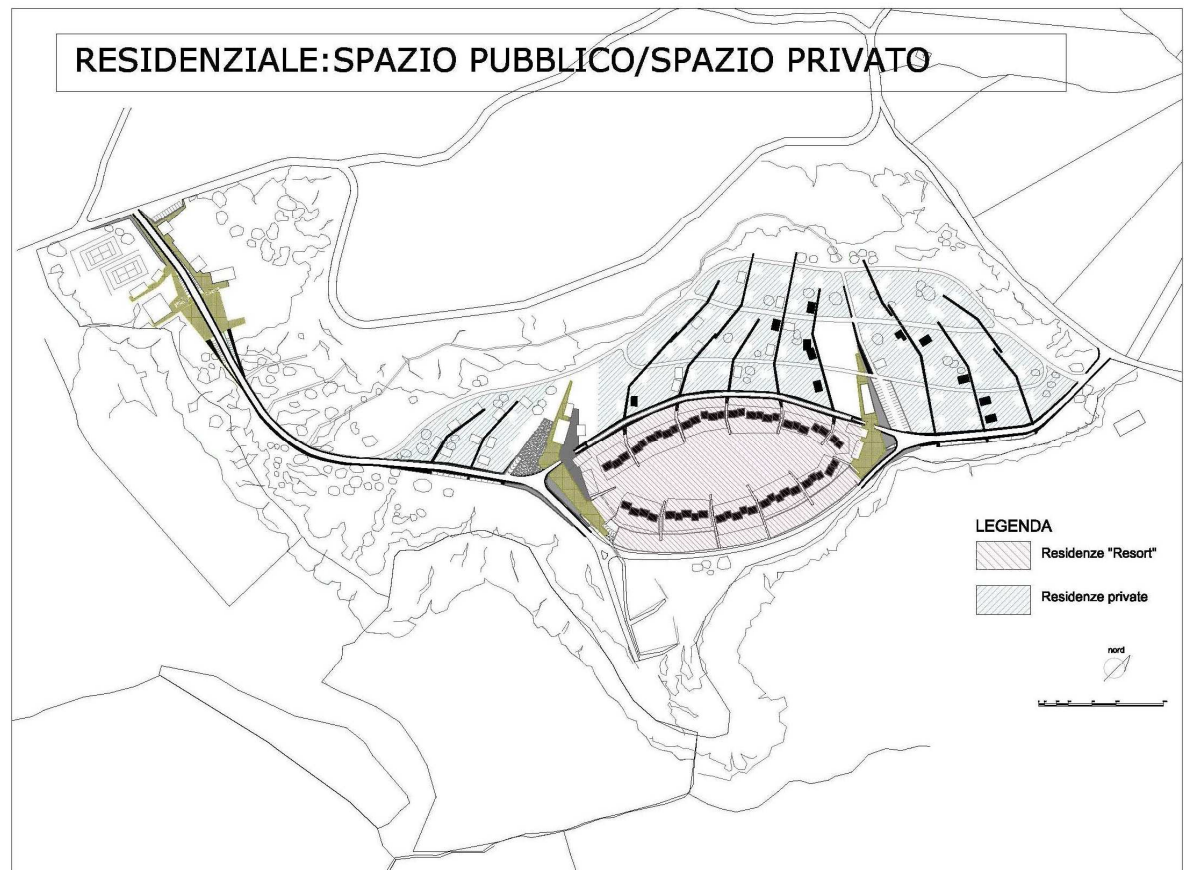 RESIDENZIALE:SPAZIO PUBBLICO/SPAZIO PRIVATO
LEGENDA
Residenze "Resort"
Residenze private
nord